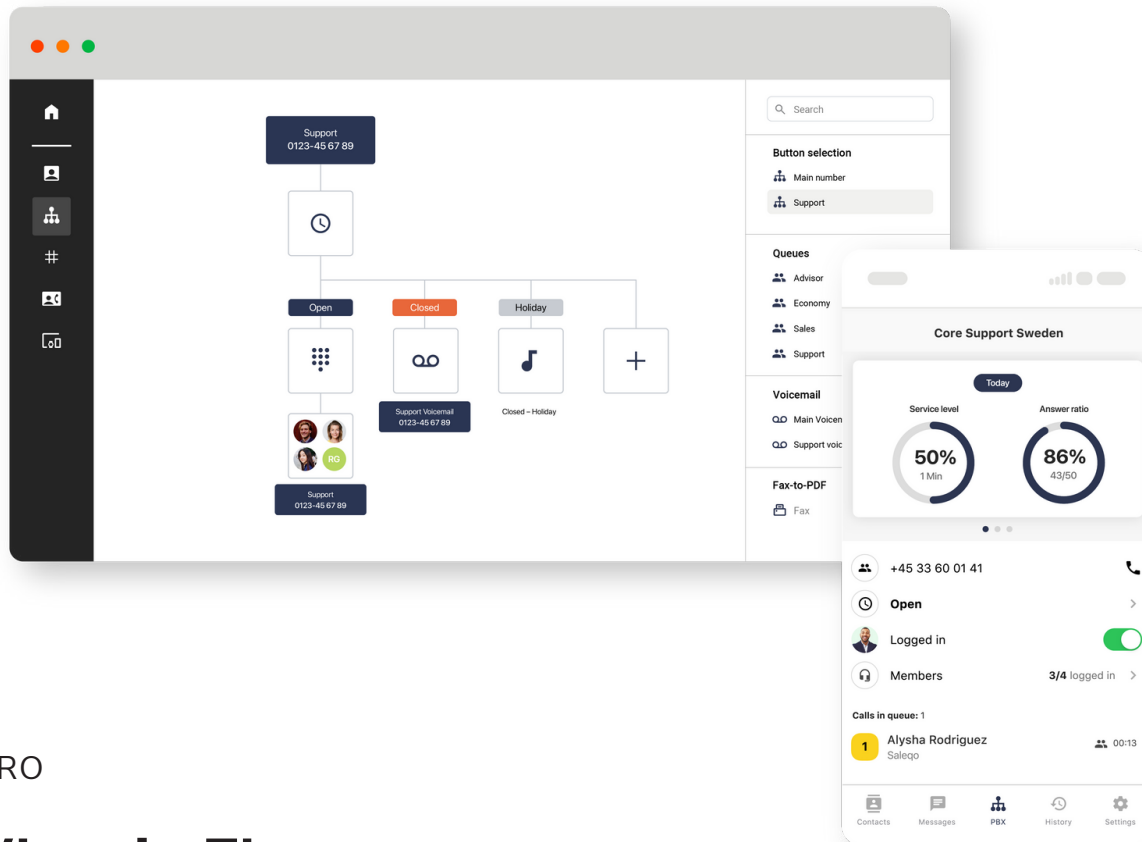 Support
0123-45 67 89
Open
Closed
Holiday
Support Voicemail
0123-45 67 89
Closed – Holiday
RG
Support
0123-45 67 89
Search
Button selection
Main number
Support
Queues
Advisor
Economy
Sales
Support
Voicemail
Main Voicem
Support voic
Fax-to-PDF
Fax
Core Support Sweden
Today
Service level
Answer ratio
50%
1 Min
86%
43/50
+45 33 60 01 41
Open
Logged in
Members
3/4 logged in
Calls in queue: 1
1
Alysha Rodriguez
00:13
Saleqo
Contacts
Messages
PBX
History
Settings
RO